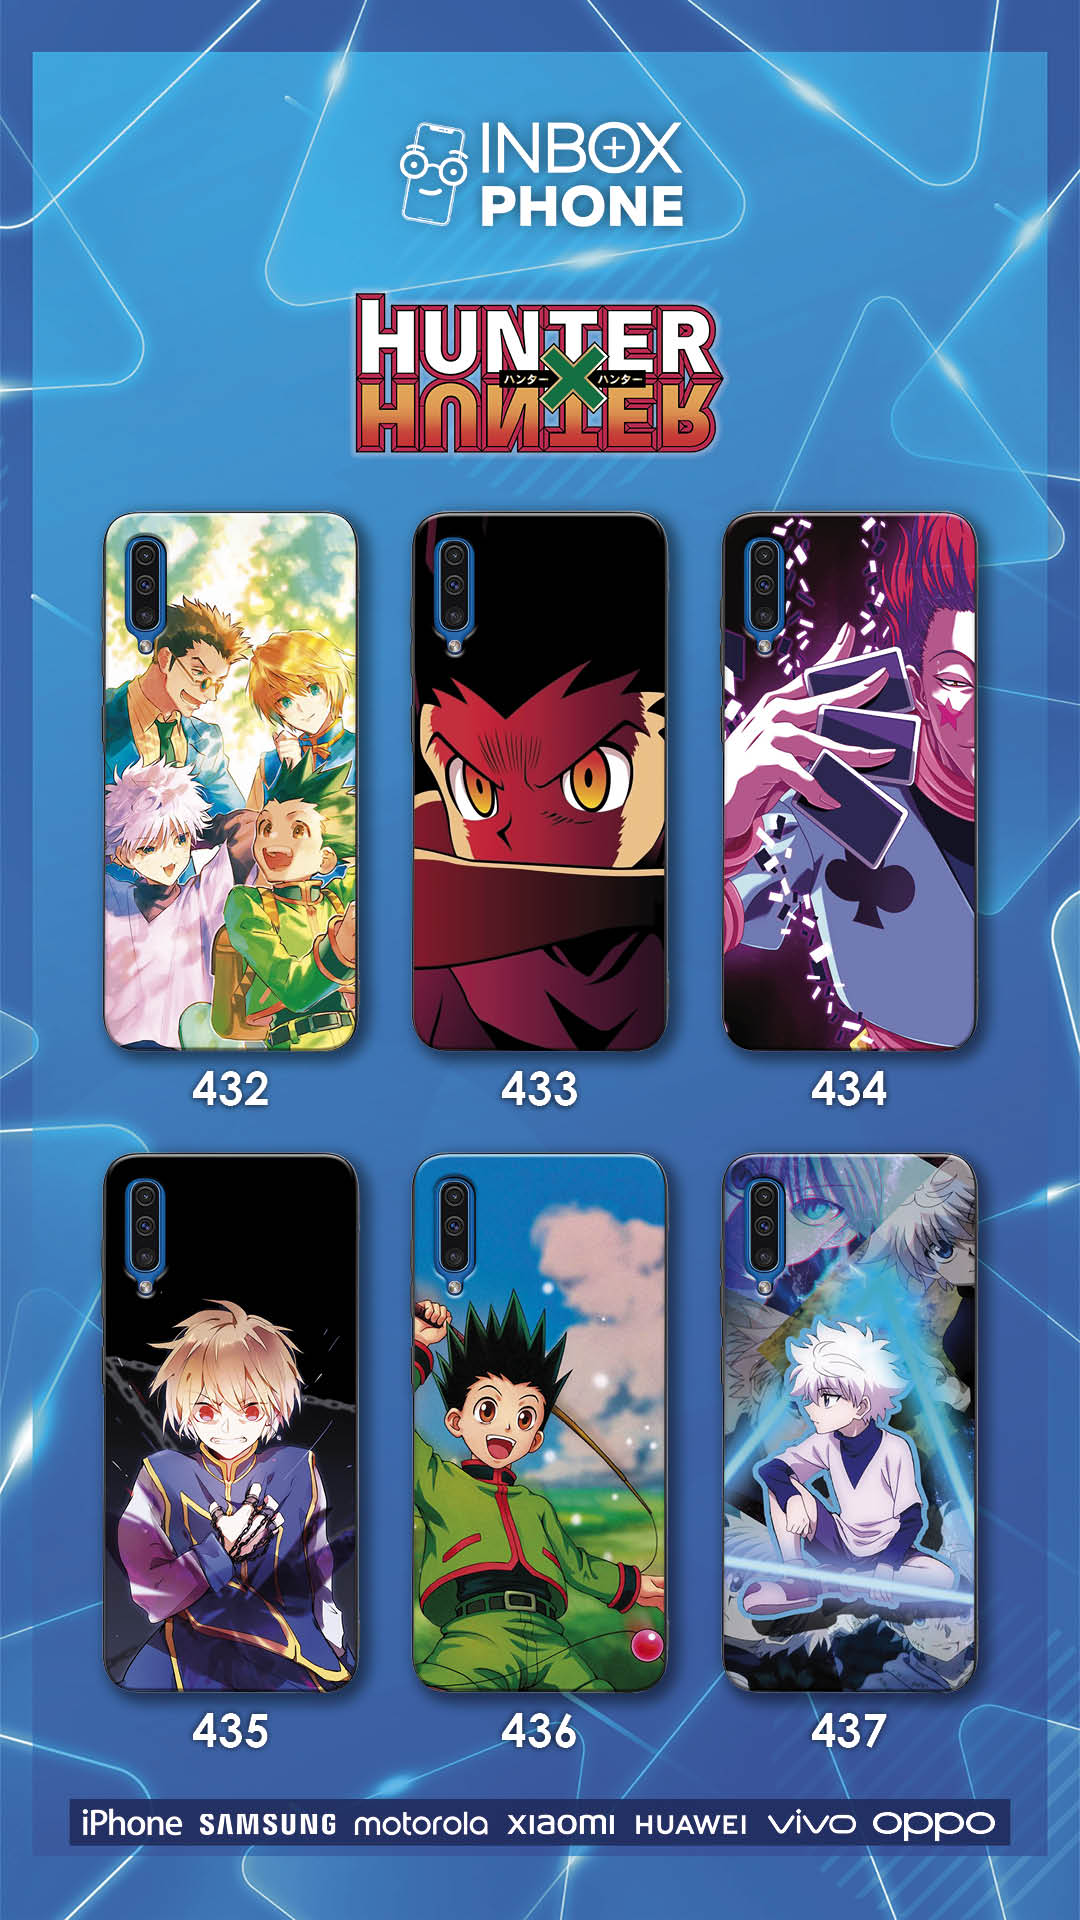 INBOX
PHONE
HUNTER
ハンター×ハンター
HUNTER
432
433
434
435
436
437
iPhone SAMSUNG motorola XIAOMI HUAWEI vivo oppo